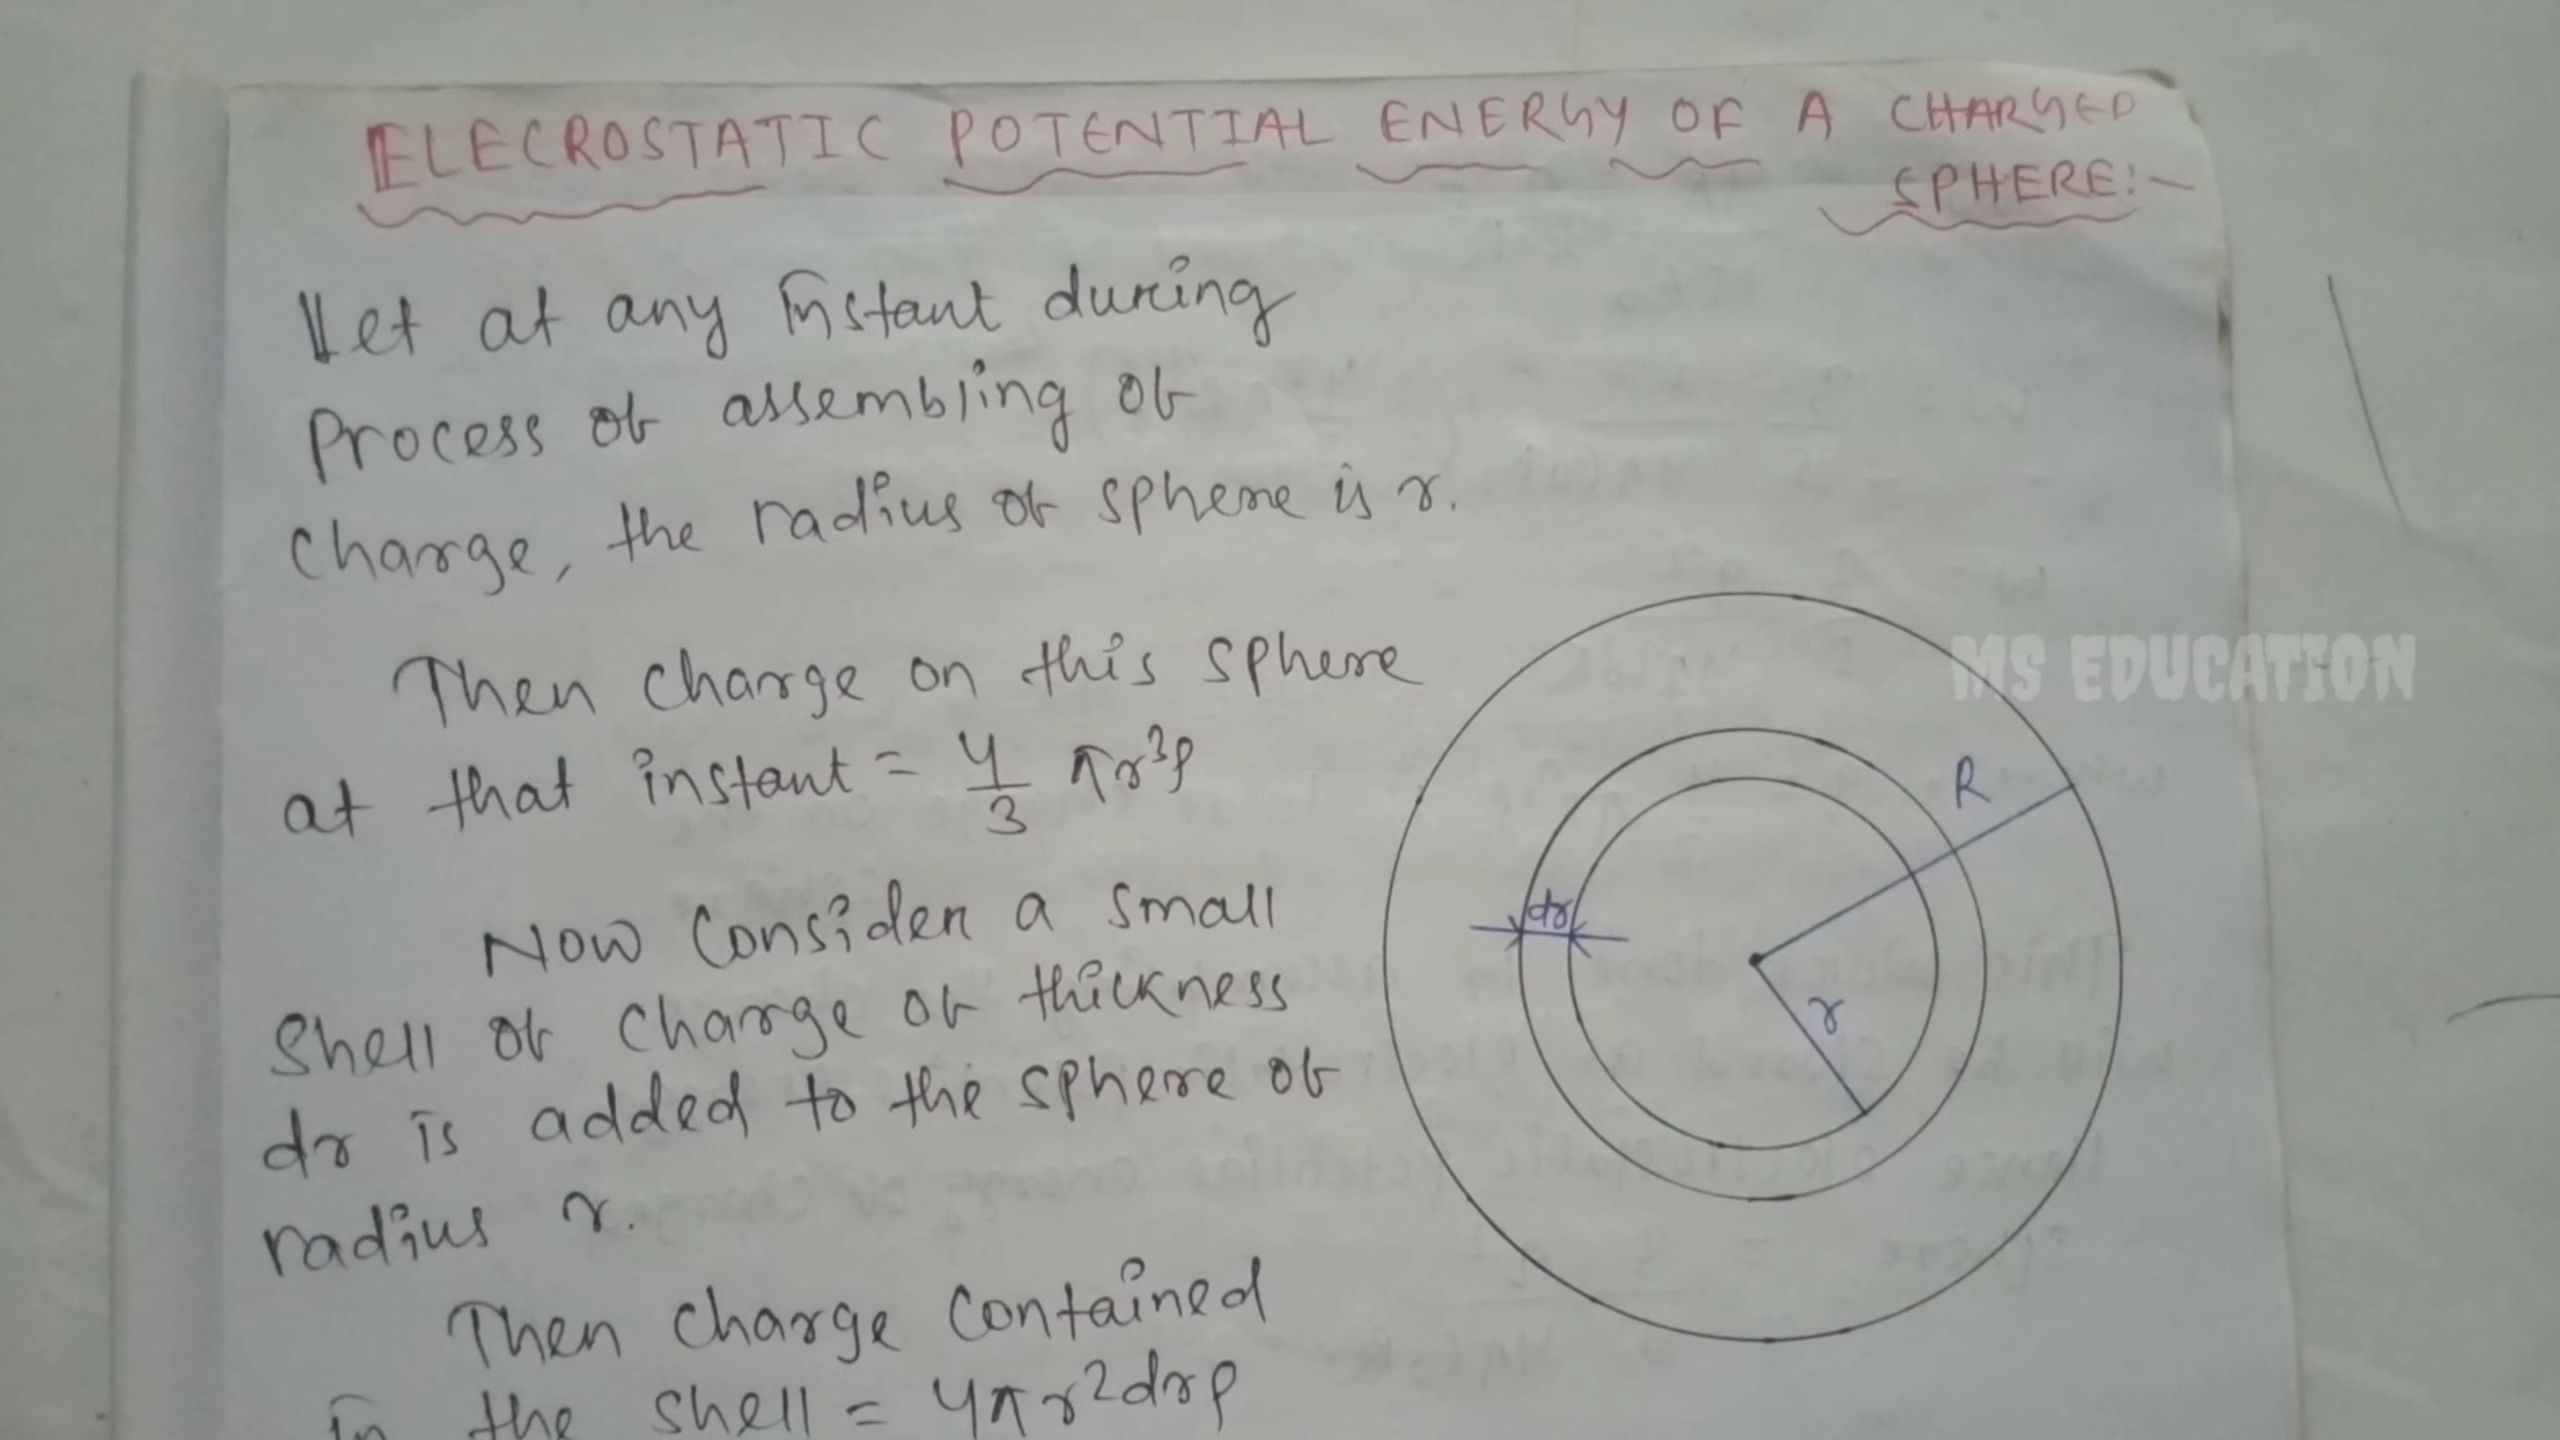 ELECROSTATIC POTENTIAL ENERGY OF A CHARGED
SPHERE:-
Let at any instant during
Process of assembling of
Charge, the radius of sphere is r.
Then charge on this sphere
at that instant = 4/3 πr³ρ
Now Consider a small
Shell of charge of thickness
dr is added to the sphere of
radius r.
Then charge contained
in the shell = 4πr²drρ
MS EDUCATION
R
dr
r